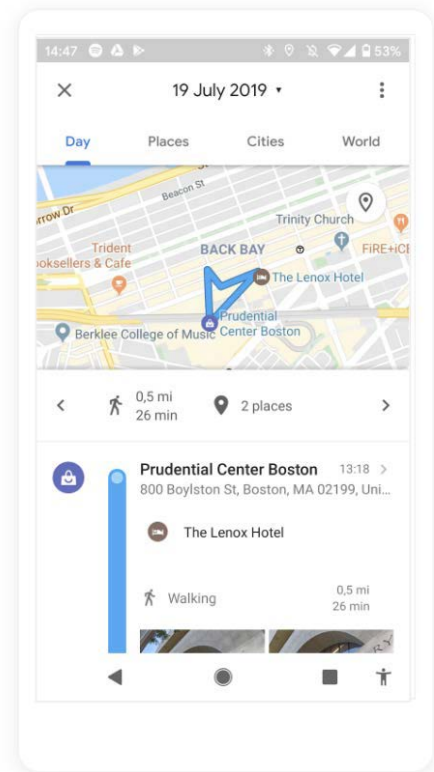 14:47 53%
19 July 2019
Day Places Cities World
Beacon St
rrow Dr
Trinity Church
Trident
ooksellers & Cafe
BACK BAY
FiRE+iCE
The Lenox Hotel
Prudential
Center Boston
Berklee College of Music
0,5 mi
26 min
2 places
Prudential Center Boston 13:18
800 Boylston St, Boston, MA 02199, Uni...
The Lenox Hotel
Walking
0,5 mi
26 min